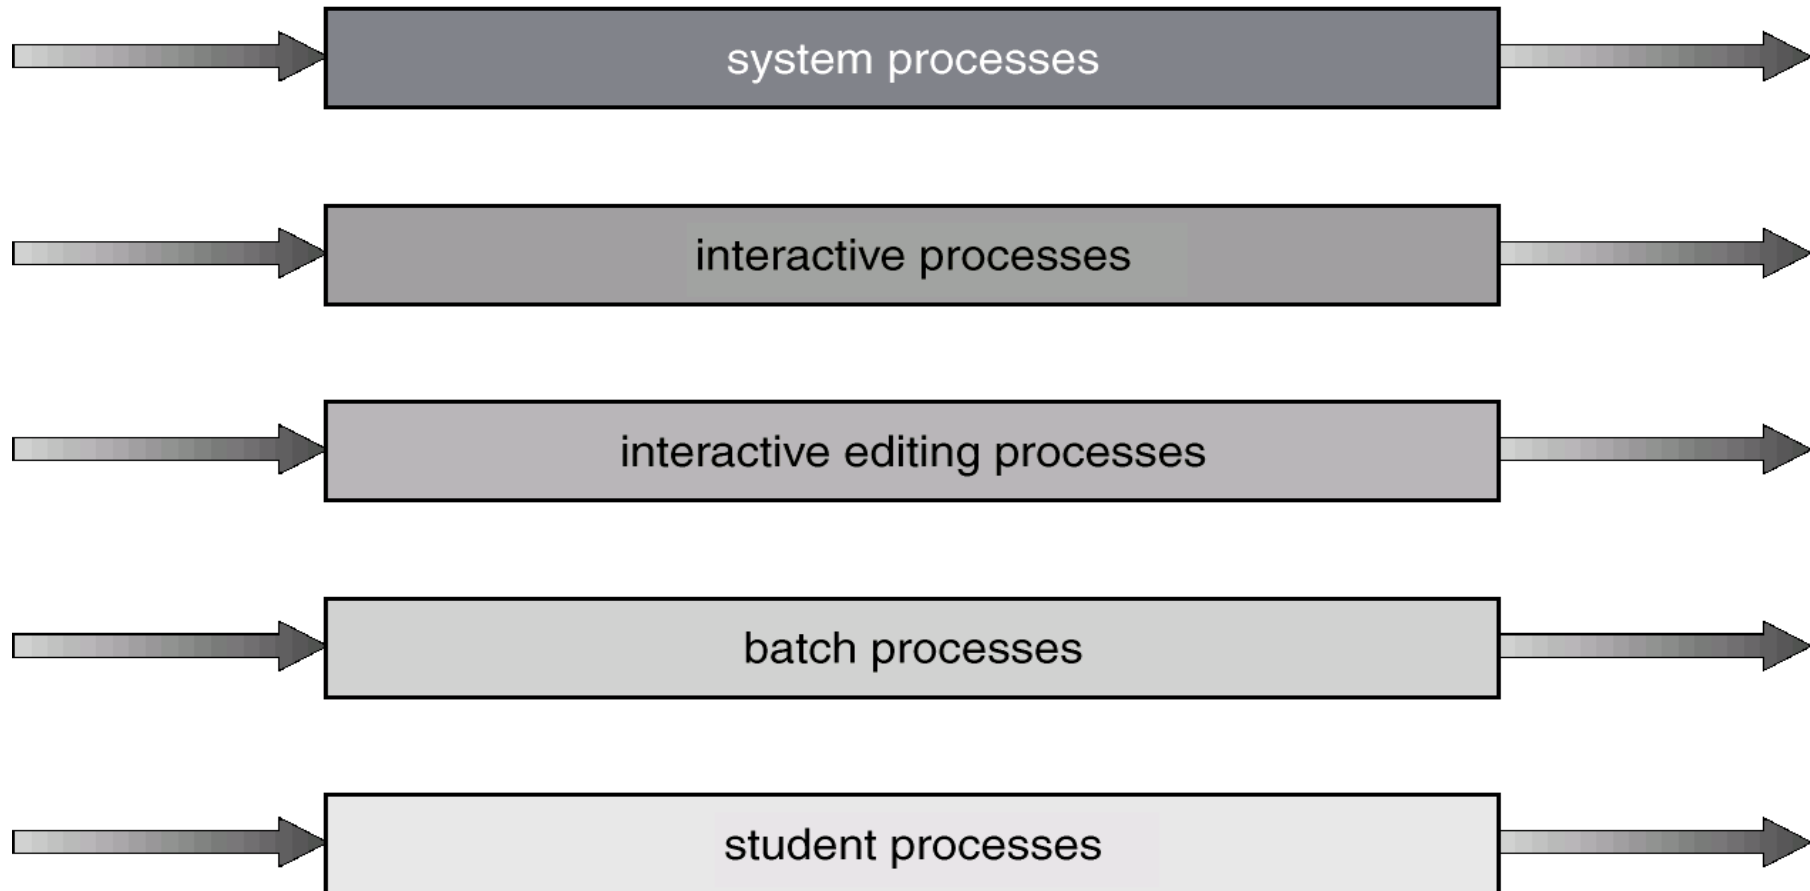 system processes
interactive processes
interactive editing processes
batch processes
student processes